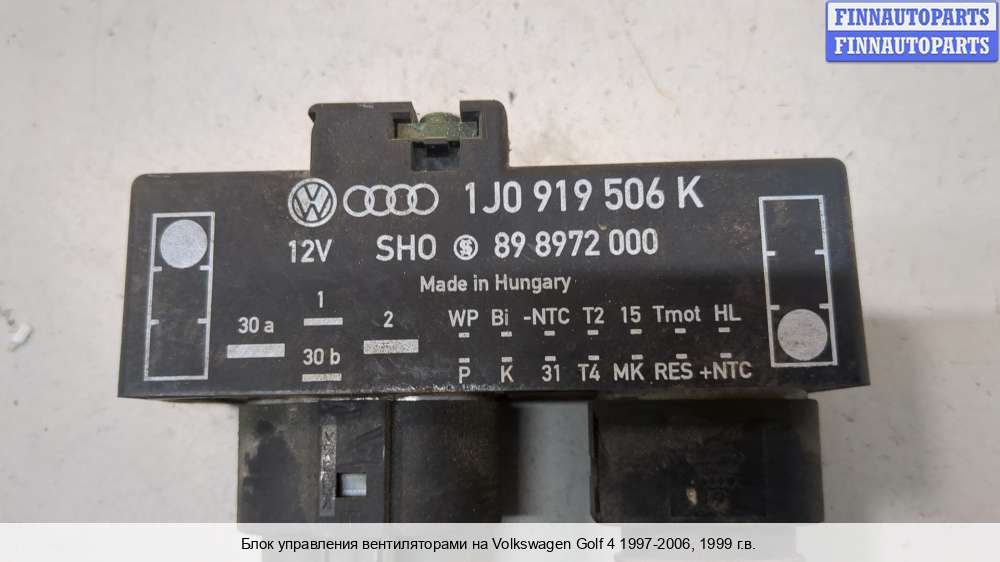 FINNAUTOPARTS
FINNAUTOPARTS
1J0 919 506 K
12V SHO 89 8972 000
Made in Hungary
30 a 1 2 WP Bi -NTC T2 15 Tmot HL
30 b P K 31 T4 MK RES +NTC
Блок управления вентиляторами на Volkswagen Golf 4 1997-2006, 1999 г.в.